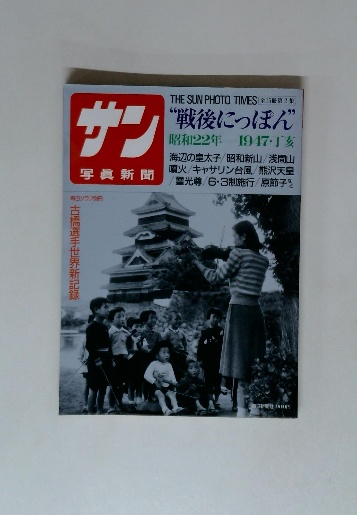 THE SUN PHOTO TIMES
サン
写眞新聞
“戦後にっぽん”
昭和22年 1947・丁亥
海辺の皇太子/昭和新山/浅間山
噴火/キャサリン台風/熊沢天皇
/璽光尊/6・3制施行/原節子
古橋選手世界新記録